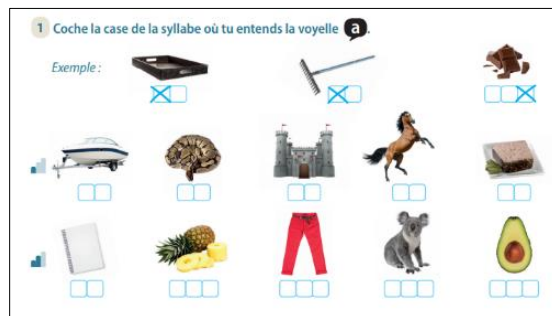 1 Coche la case de la syllabe où tu entends la voyelle a.
Exemple :